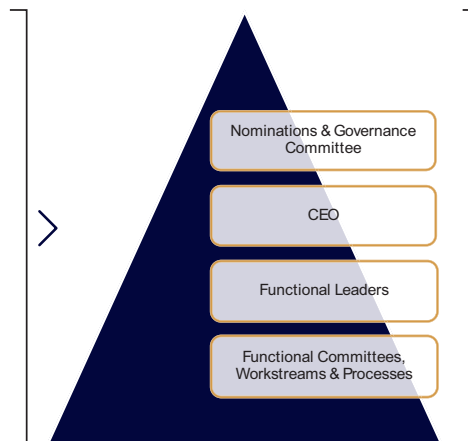 Nominations & Governance
Committee
CEO
Functional Leaders
Functional Committees,
Workstreams & Processes